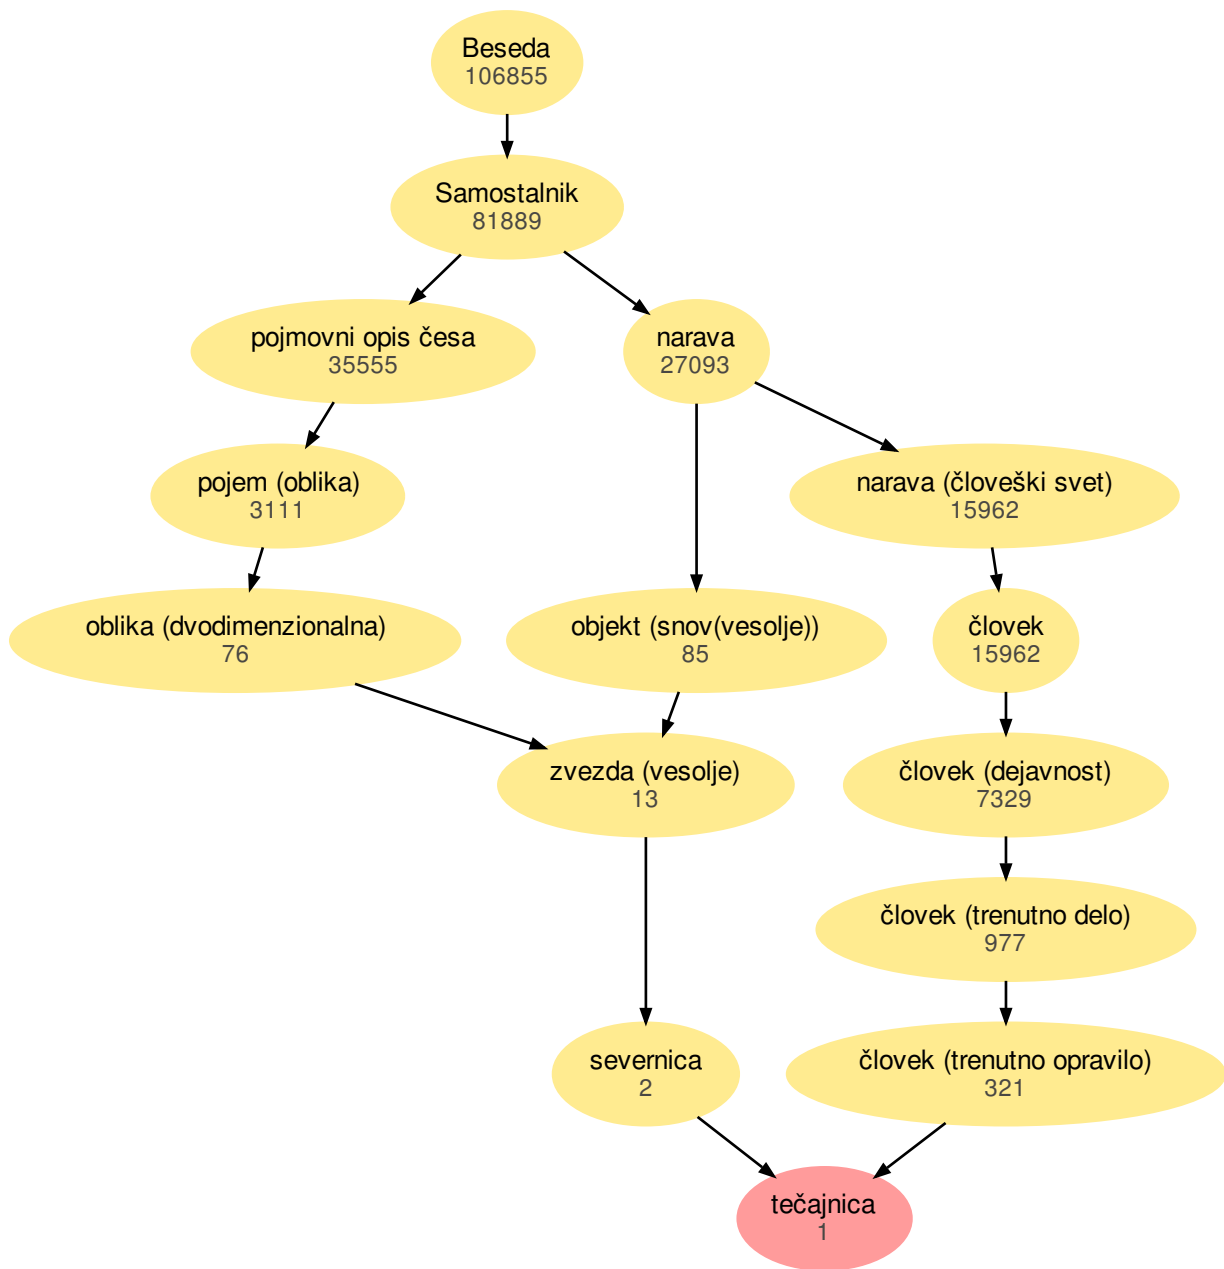 Beseda
106855
Samostalnik
81889
pojmovni opis česa
35555
narava
27093
pojem (oblika)
3111
narava (človeški svet)
15962
oblika (dvodimenzionalna)
76
objekt (snov(vesolje))
85
človek
15962
zvezda (vesolje)
13
človek (dejavnost)
7329
človek (trenutno delo)
977
severnica
2
človek (trenutno opravilo)
321
tečajnica
1